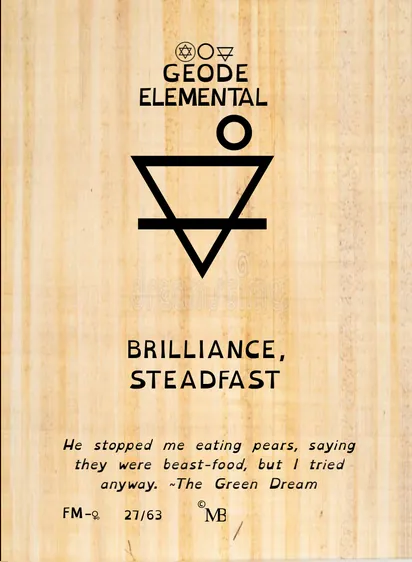 GEODE
ELEMENTAL
BRILLIANCE,
STEADFAST
He stopped me eating pears, saying
they were beast-food, but I tried
anyway. ~The Green Dream
FM-♀ 27/63 © MB